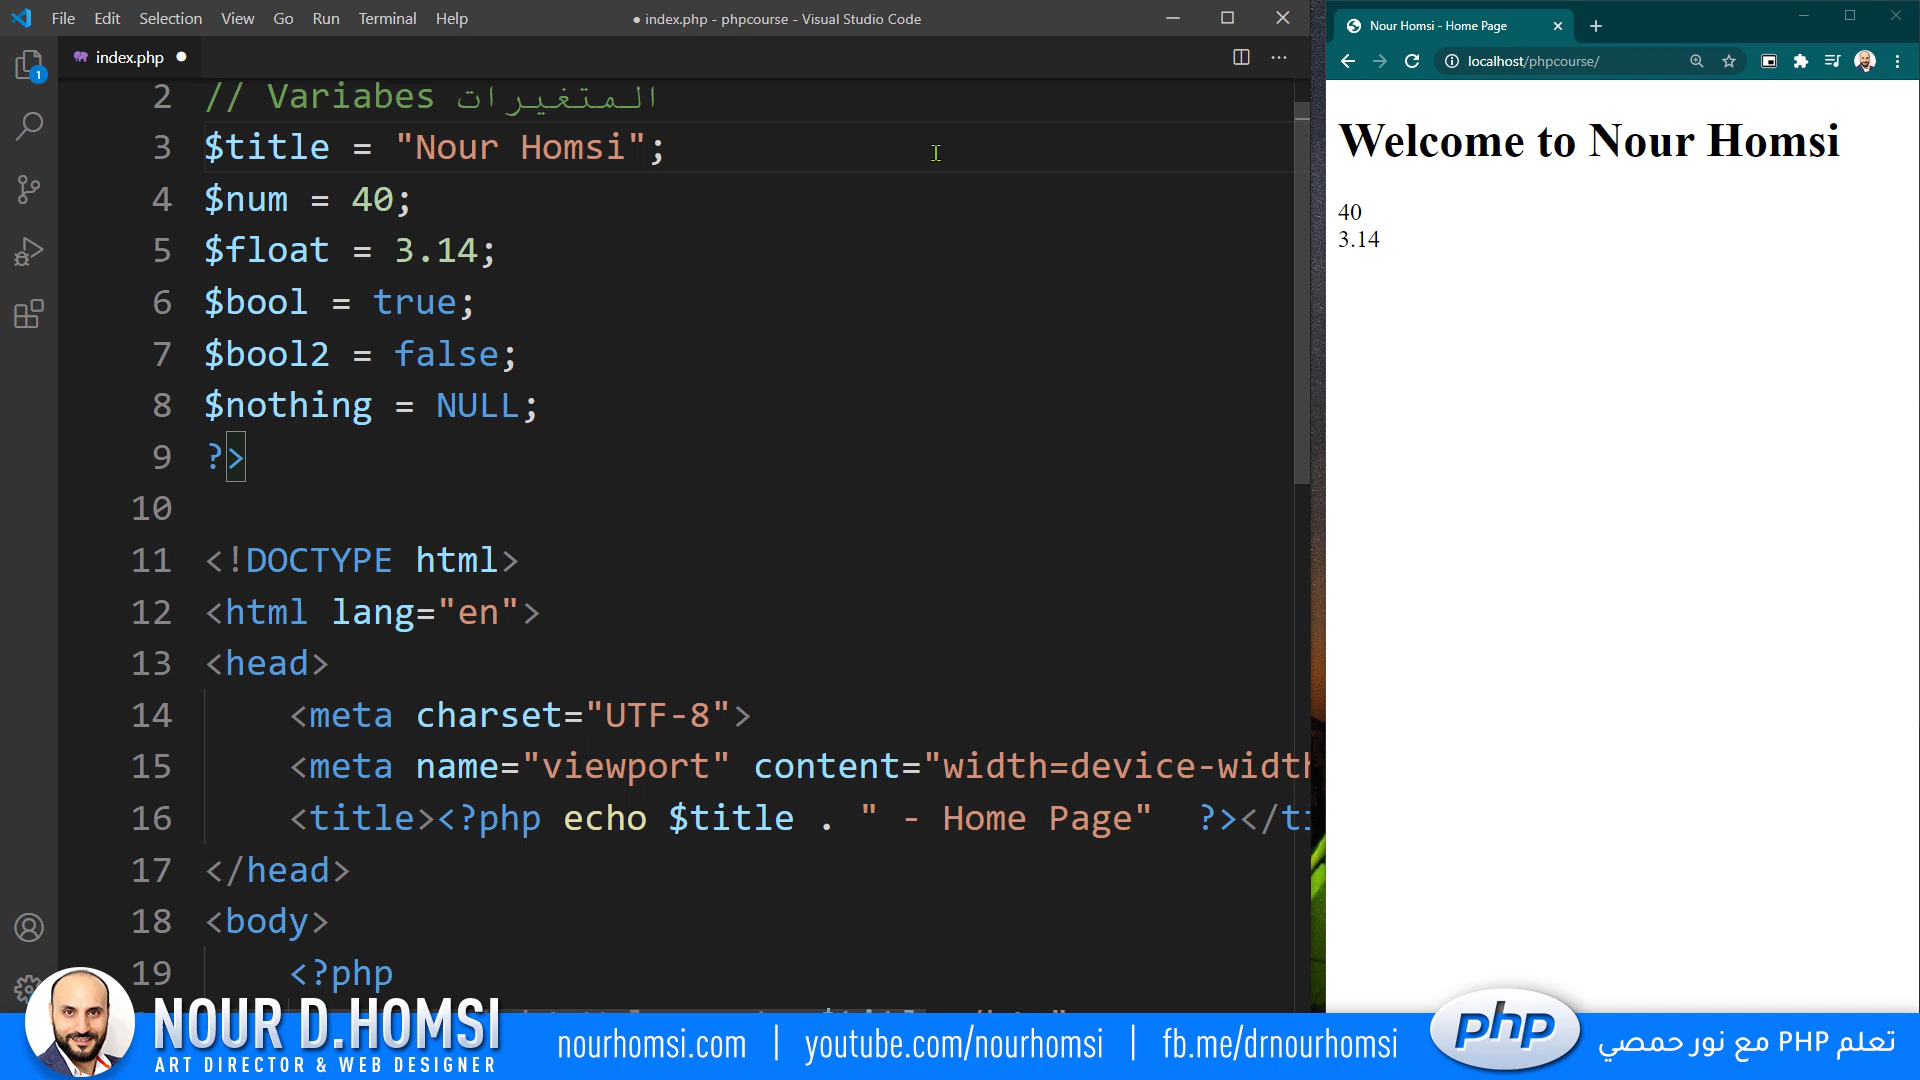 File Edit Selection View Go Run Terminal Help
● index.php - phpcourse - Visual Studio Code
index.php
1
2 // Variabes المتغيرات
3 $title = "Nour Homsi";
4 $num = 40;
5 $float = 3.14;
6 $bool = true;
7 $bool2 = false;
8 $nothing = NULL;
9 ?>
10
11 <!DOCTYPE html>
12 <html lang="en">
13 <head>
14 <meta charset="UTF-8">
15 <meta name="viewport" content="width=device-width
16 <title><?php echo $title . " - Home Page" ?></ti
17 </head>
18 <body>
19 <?php
Nour Homsi - Home Page
localhost/phpcourse/
Welcome to Nour Homsi
40
3.14
NOUR D.HOMSI
ART DIRECTOR & WEB DESIGNER
nourhomsi.com | youtube.com/nourhomsi | fb.me/drnourhomsi
php
تعلم PHP مع نور حمصي